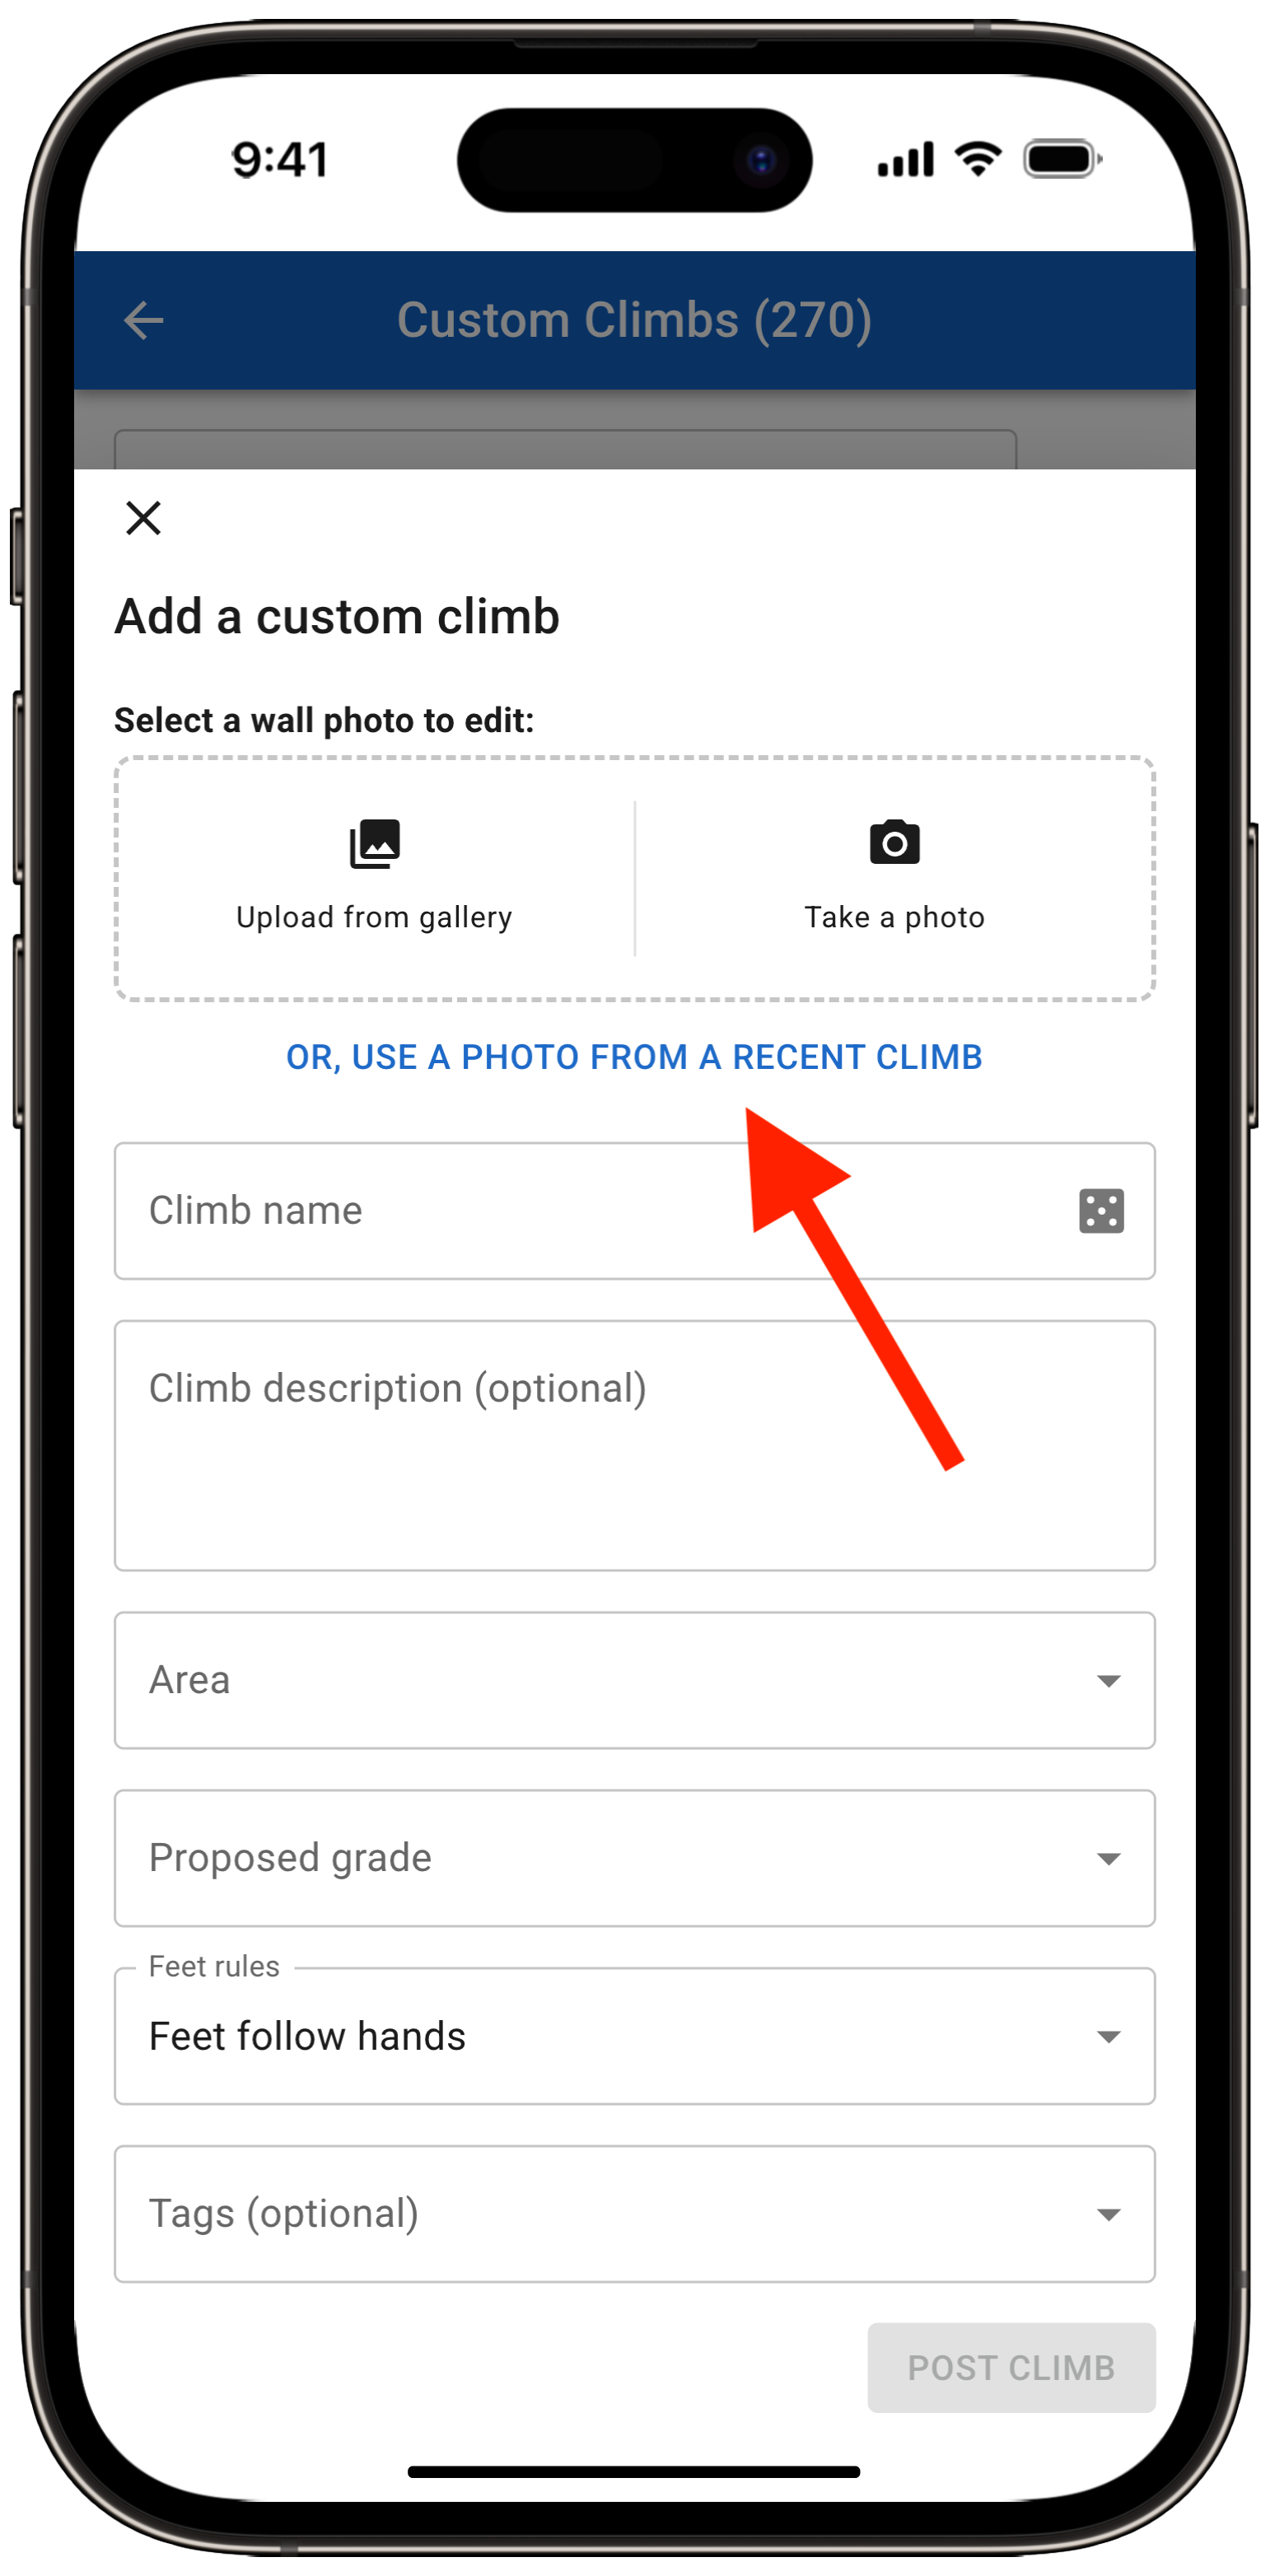 9:41
Custom Climbs (270)
Add a custom climb
Select a wall photo to edit:
Upload from gallery
Take a photo
OR, USE A PHOTO FROM A RECENT CLIMB
Climb name
Climb description (optional)
Area
Proposed grade
Feet rules
Feet follow hands
Tags (optional)
POST CLIMB